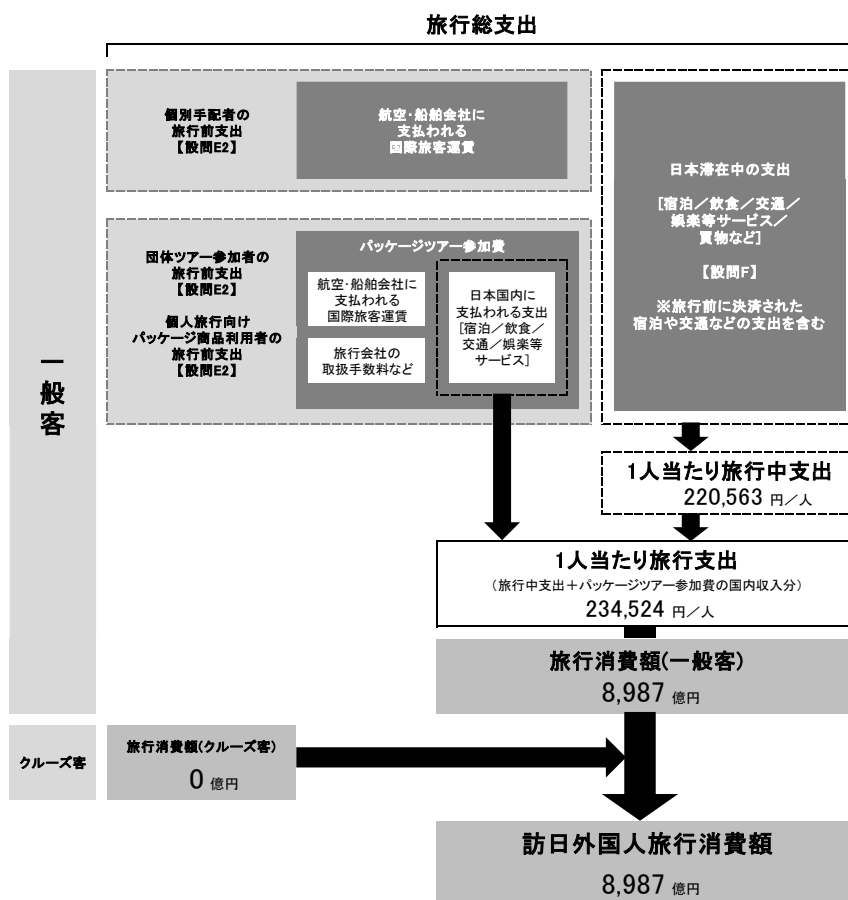 旅行総支出
一般客
個別手配者の
旅行前支出
【設問E2】
航空・船舶会社に
支払われる
国際旅客運賃
団体ツアー参加者の
旅行前支出
【設問E2】
個人旅行向け
パッケージ商品利用者の
旅行前支出
【設問E2】
パッケージツアー参加費
航空・船舶会社に
支払われる
国際旅客運賃
旅行会社の
取扱手数料など
日本国内に
支払われる支出
[宿泊／飲食／
交通／娯楽等
サービス]
日本滞在中の支出
[宿泊／飲食／交通／
娯楽等サービス／
買物など]
【設問F】
※旅行前に決済された
宿泊や交通などの支出を含む
1人当たり旅行中支出
220,563 円／人
1人当たり旅行支出
（旅行中支出＋パッケージツアー参加費の国内収入分）
234,524 円／人
旅行消費額(一般客)
8,987 億円
クルーズ客
旅行消費額(クルーズ客)
0 億円
訪日外国人旅行消費額
8,987 億円